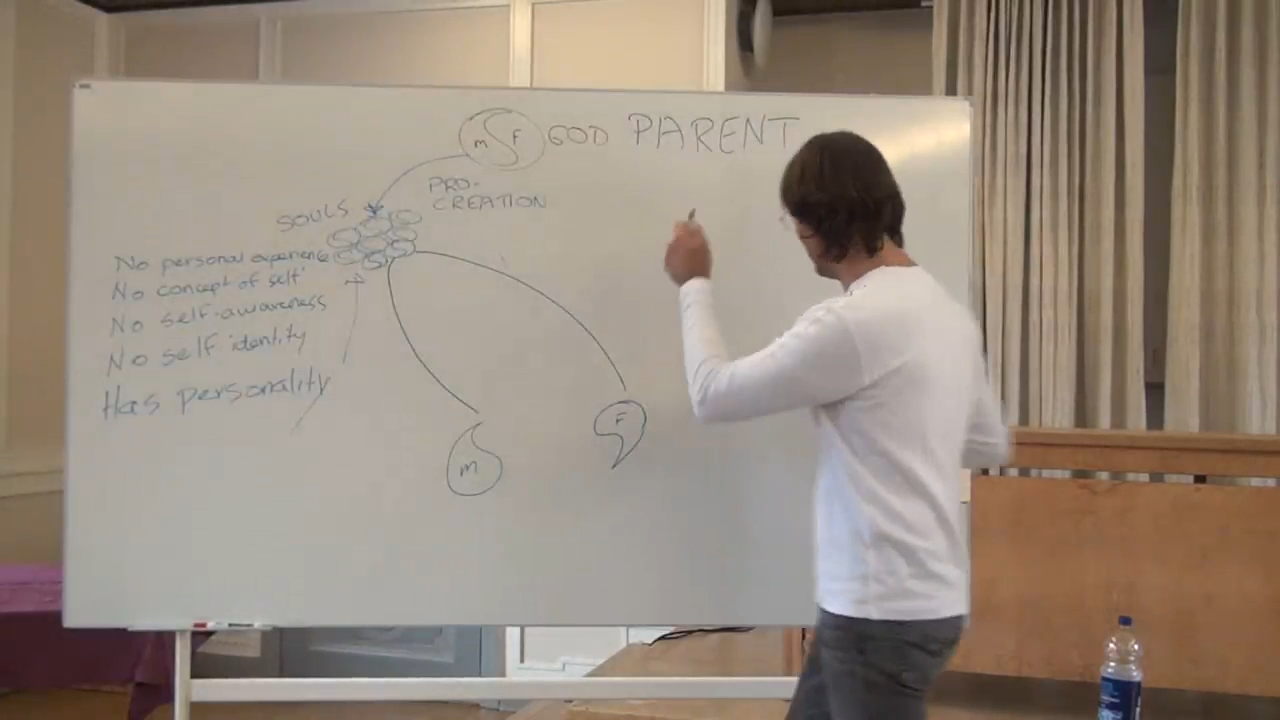 m F GOD PARENT
PRO-
CREATION
SOULS
No personal experience
No concept of self
No self-awareness
No self identity
Has personality
F
m